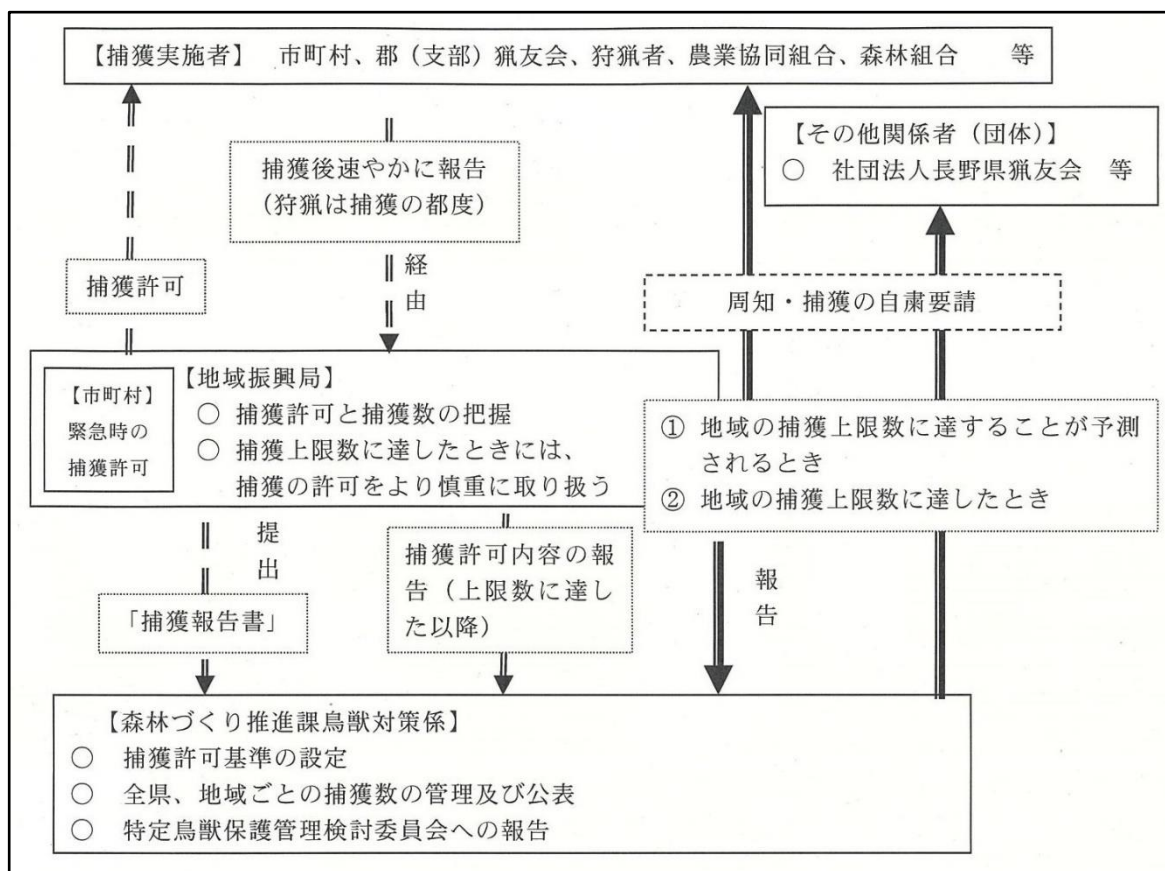 【捕獲実施者】　市町村、郡（支部）猟友会、狩猟者、農業協同組合、森林組合　　等
【その他関係者（団体）】
○　社団法人長野県猟友会　等
捕獲後速やかに報告
（狩猟は捕獲の都度）
経
由
捕獲許可
周知・捕獲の自粛要請
【市町村】
緊急時の
捕獲許可
【地域振興局】
○　捕獲許可と捕獲数の把握
○　捕獲上限数に達したときには、
捕獲の許可をより慎重に取り扱う
①　地域の捕獲上限数に達することが予測
されるとき
②　地域の捕獲上限数に達したとき
提
出
「捕獲報告書」
捕獲許可内容の報
告（上限数に達し
た以降）
報
告
【森林づくり推進課鳥獣対策係】
○　捕獲許可基準の設定
○　全県、地域ごとの捕獲数の管理及び公表
○　特定鳥獣保護管理検討委員会への報告